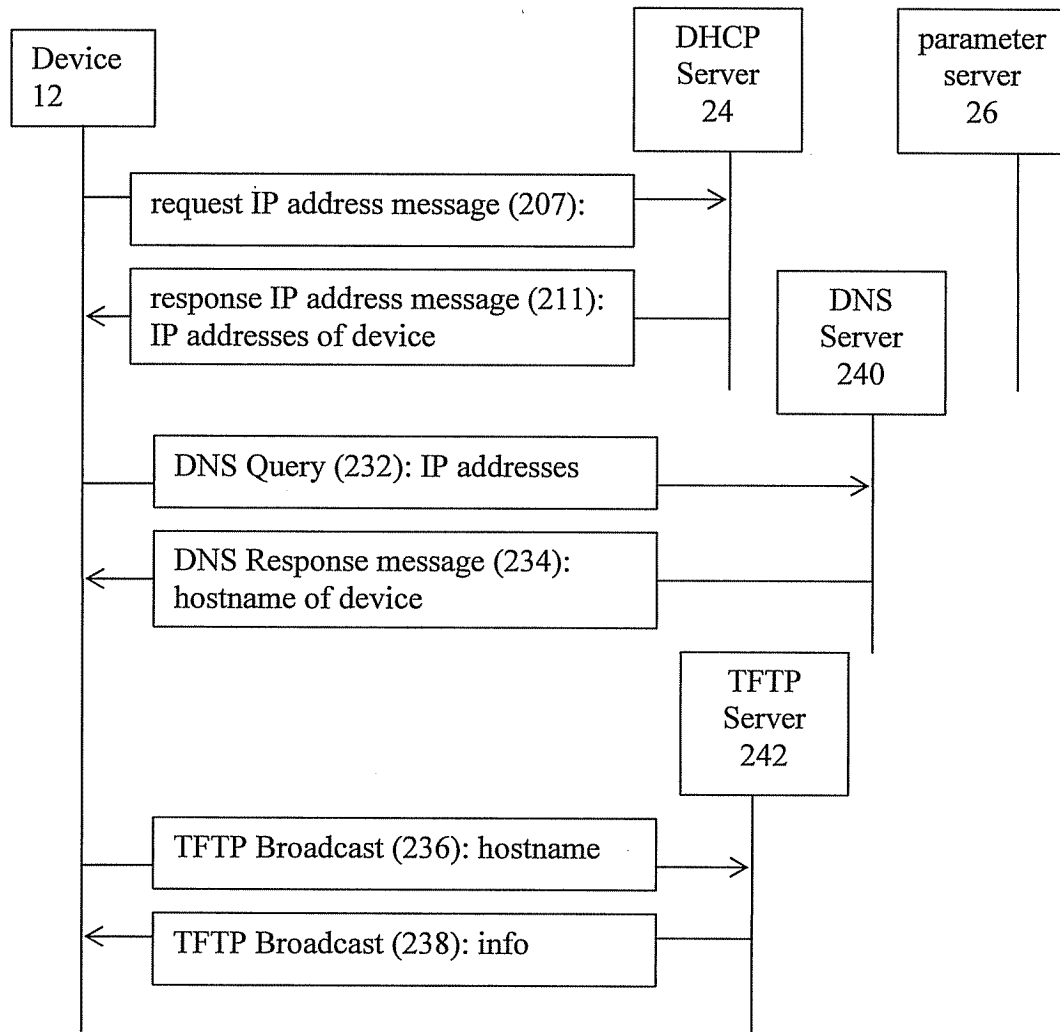 Device
12
DHCP
Server
24
parameter
server
26
request IP address message (207):
response IP address message (211):
IP addresses of device
DNS
Server
240
DNS Query (232): IP addresses
DNS Response message (234):
hostname of device
TFTP
Server
242
TFTP Broadcast (236): hostname
TFTP Broadcast (238): info